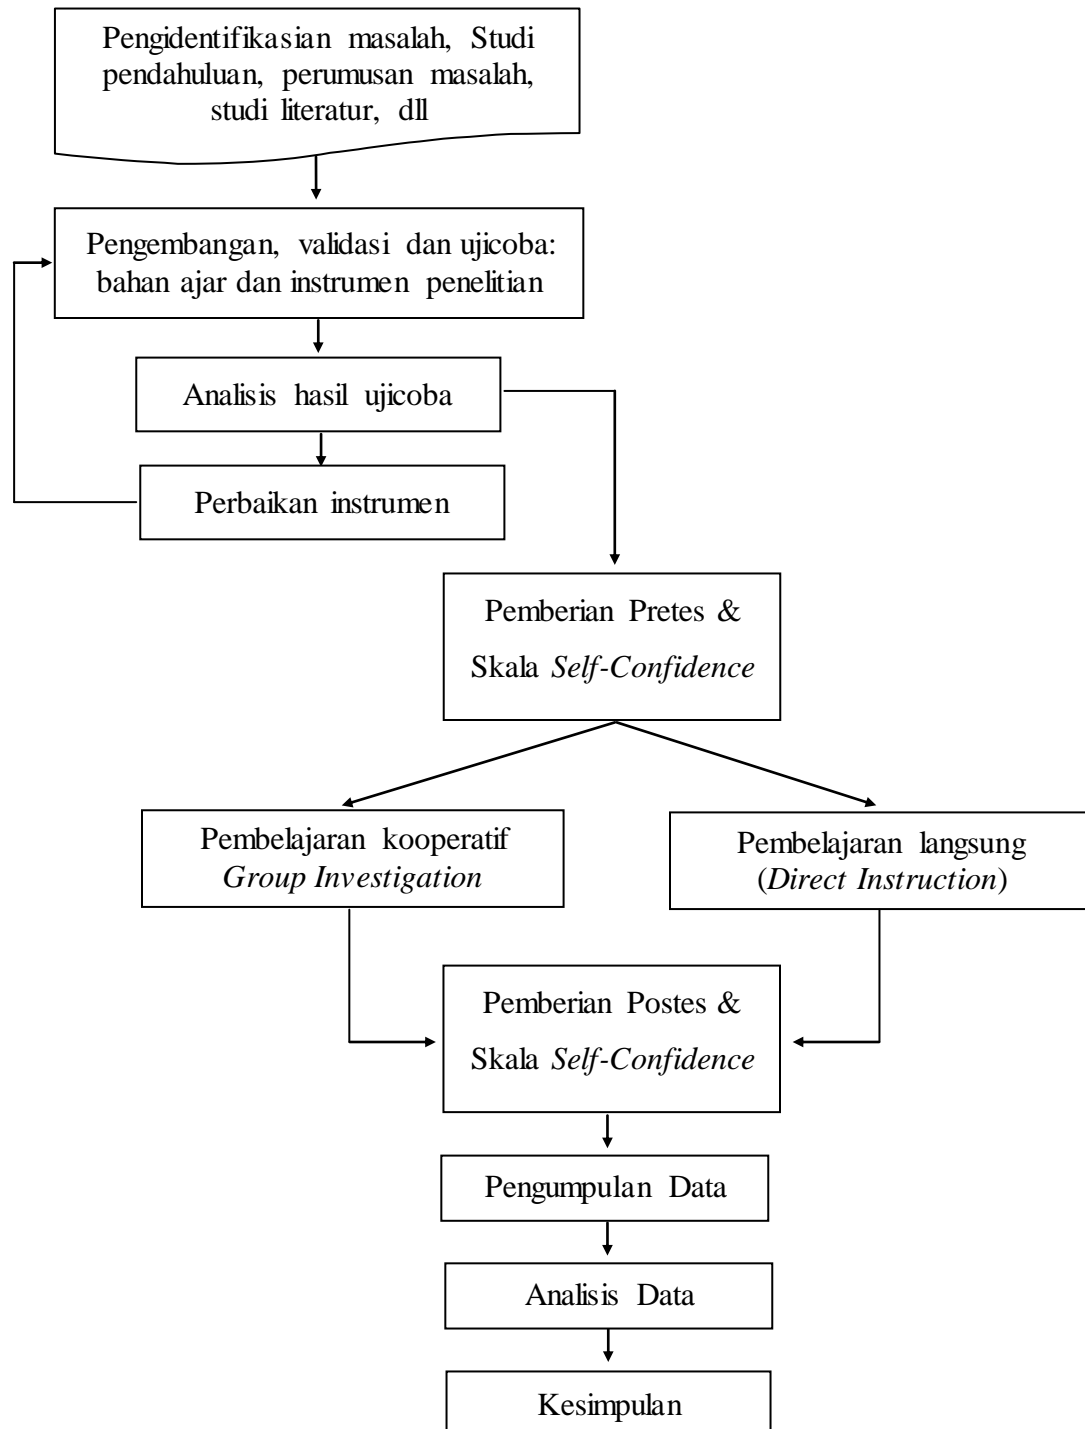 Pengidentifikasian masalah, Studi
pendahuluan, perumusan masalah,
studi literatur, dll
Pengembangan, validasi dan ujicoba:
bahan ajar dan instrumen penelitian
Analisis hasil ujicoba
Perbaikan instrumen
Pemberian Pretes &
Skala Self-Confidence
Pembelajaran kooperatif
Group Investigation
Pembelajaran langsung
(Direct Instruction)
Pemberian Postes &
Skala Self-Confidence
Pengumpulan Data
Analisis Data
Kesimpulan